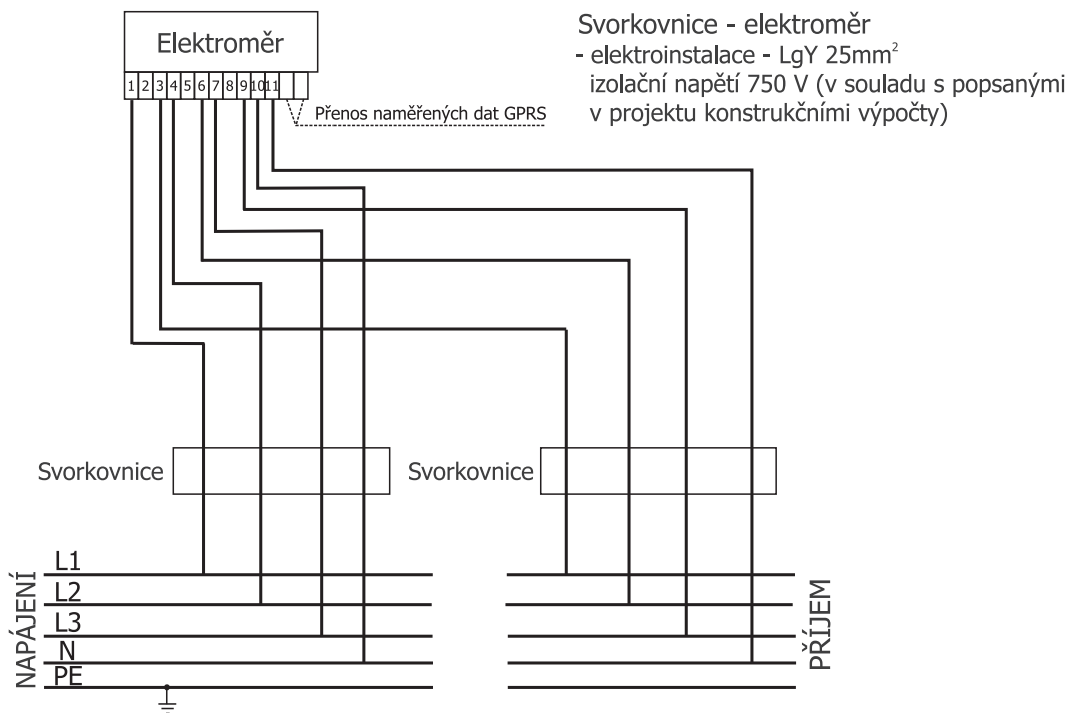 Elektroměr
1 2 3 4 5 6 7 8 9 10 11
Přenos naměřených dat GPRS
Svorkovnice - elektroměr
- elektroinstalace - LgY 25mm²
izolační napětí 750 V (v souladu s popsanými
v projektu konstrukčními výpočty)
Svorkovnice
Svorkovnice
NAPÁJENÍ
L1
L2
L3
N
PE
PŘÍJEM